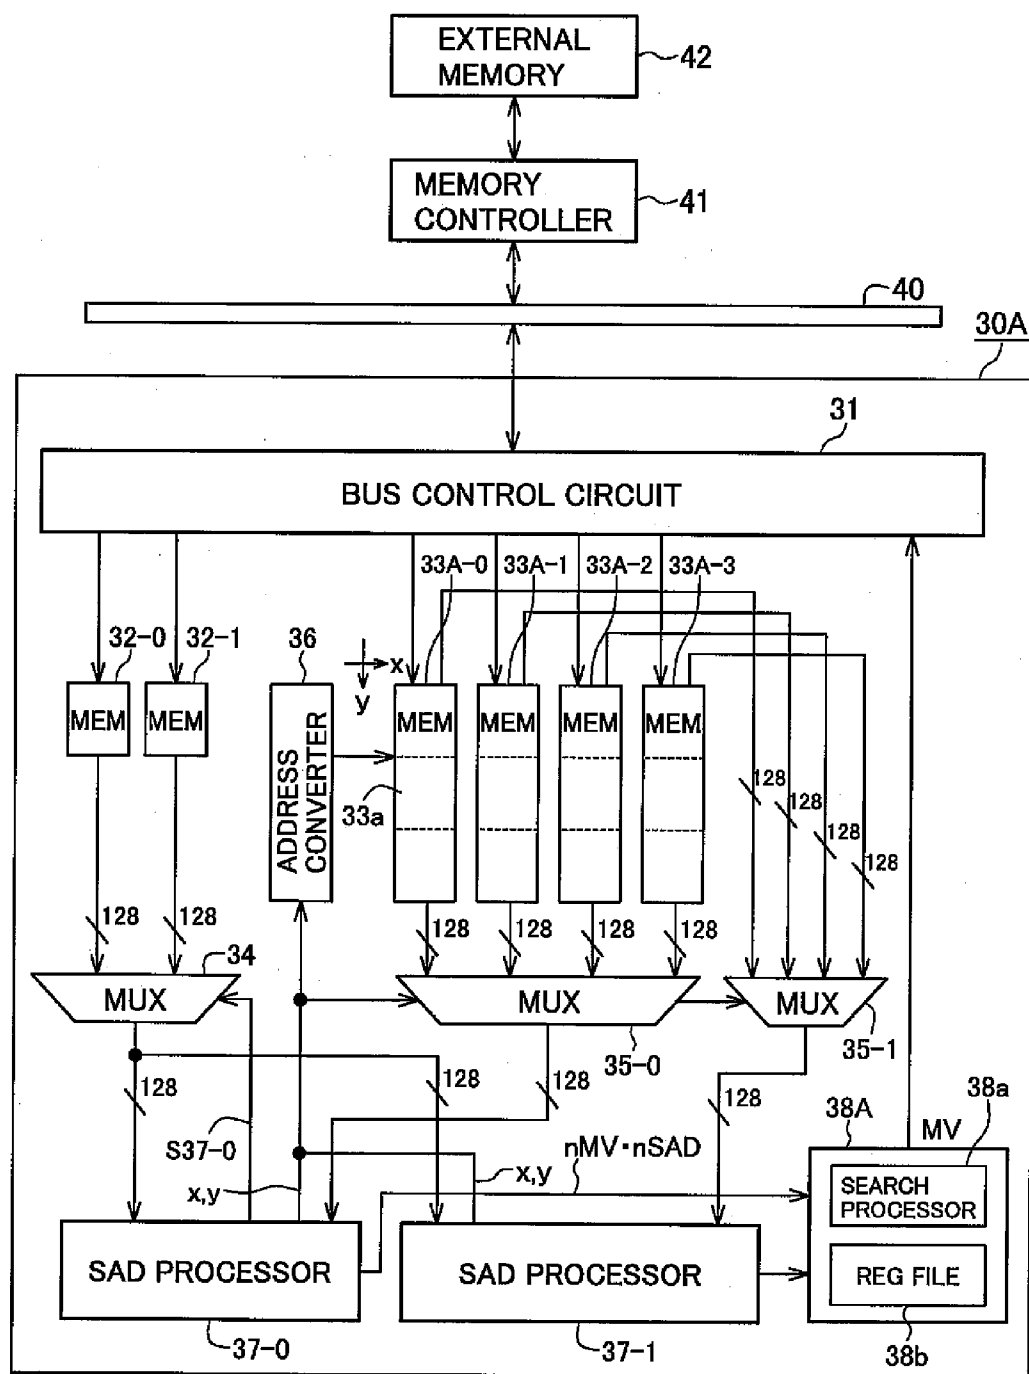 EXTERNAL
MEMORY
42
MEMORY
CONTROLLER
41
40
30A
31
BUS CONTROL CIRCUIT
33A-0
33A-1
33A-2
33A-3
32-0
32-1
36
x
y
MEM
MEM
MEM
MEM
MEM
MEM
ADDRESS
CONVERTER
33a
128
128
128
128
128
128
128
128
128
128
34
MUX
MUX
MUX
35-0
35-1
128
128
128
128
S37-0
x,y
x,y
nMV・nSAD
38A
MV
38a
SEARCH
PROCESSOR
SAD PROCESSOR
SAD PROCESSOR
REG FILE
37-0
37-1
38b